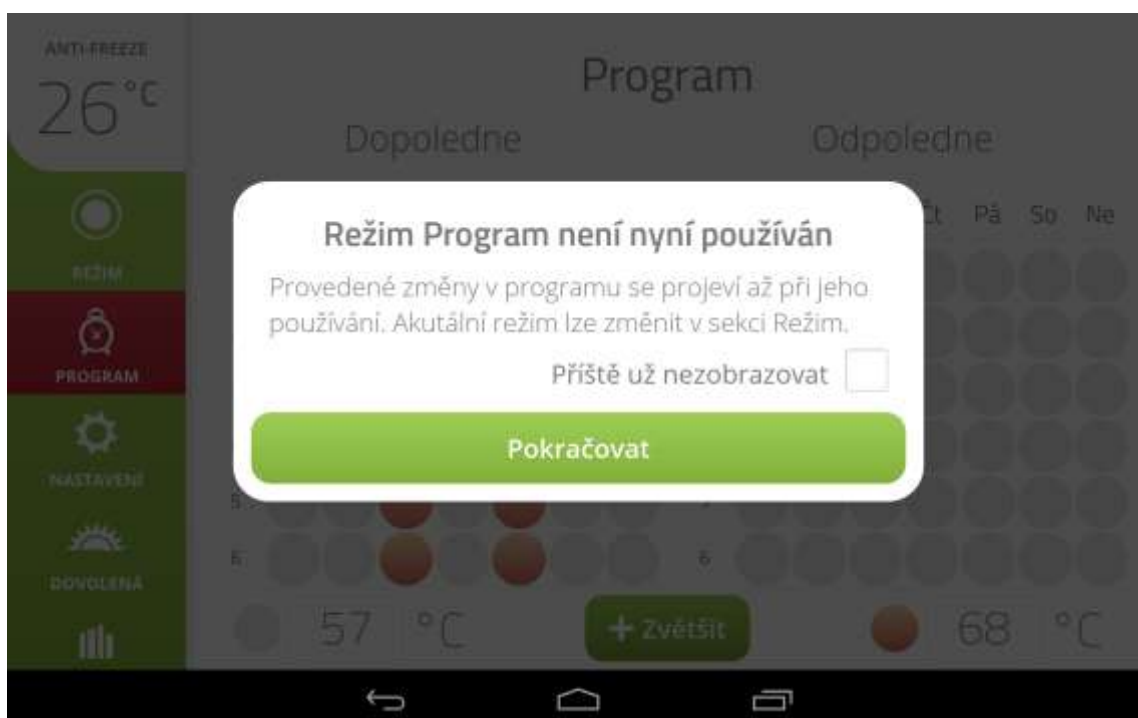 ANTI-FREEZE
26 °C
Program
Dopoledne
Odpoledne
Čt Pá So Ne
REŽIM
PROGRAM
NASTAVENÍ
DOVOLENÁ
Režim Program není nyní používán
Provedené změny v programu se projeví až při jeho
používání. Akutální režim lze změnit v sekci Režim.
Příště už nezobrazovat
Pokračovat
6
6
57 °C
+ Zvětšit
68 °C